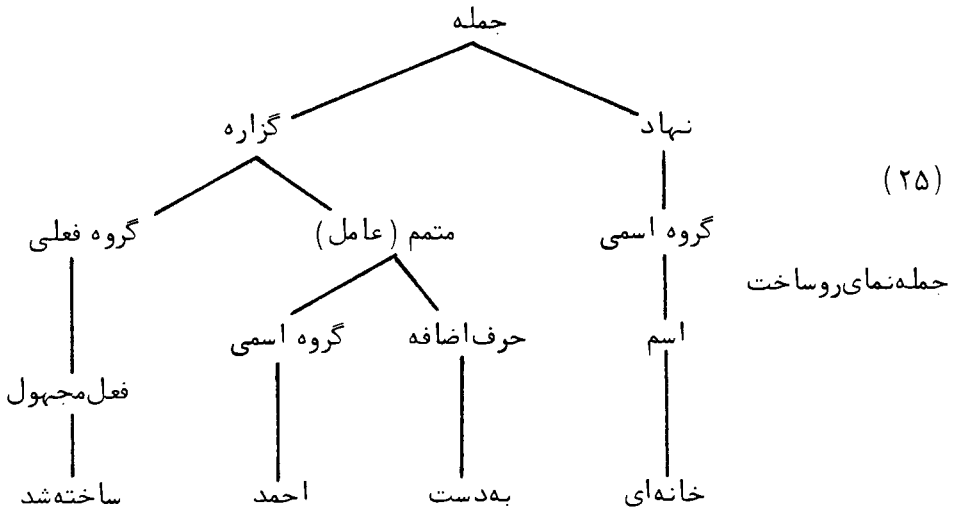 جمله
نهاد گزاره
(۲۵)
گروه اسمی متمم (عامل) گروه فعلی
جمله‌نمای روساخت
اسم حرف‌اضافه گروه اسمی
فعل‌مجهول
خانه‌ای به‌دست احمد ساخته‌شد